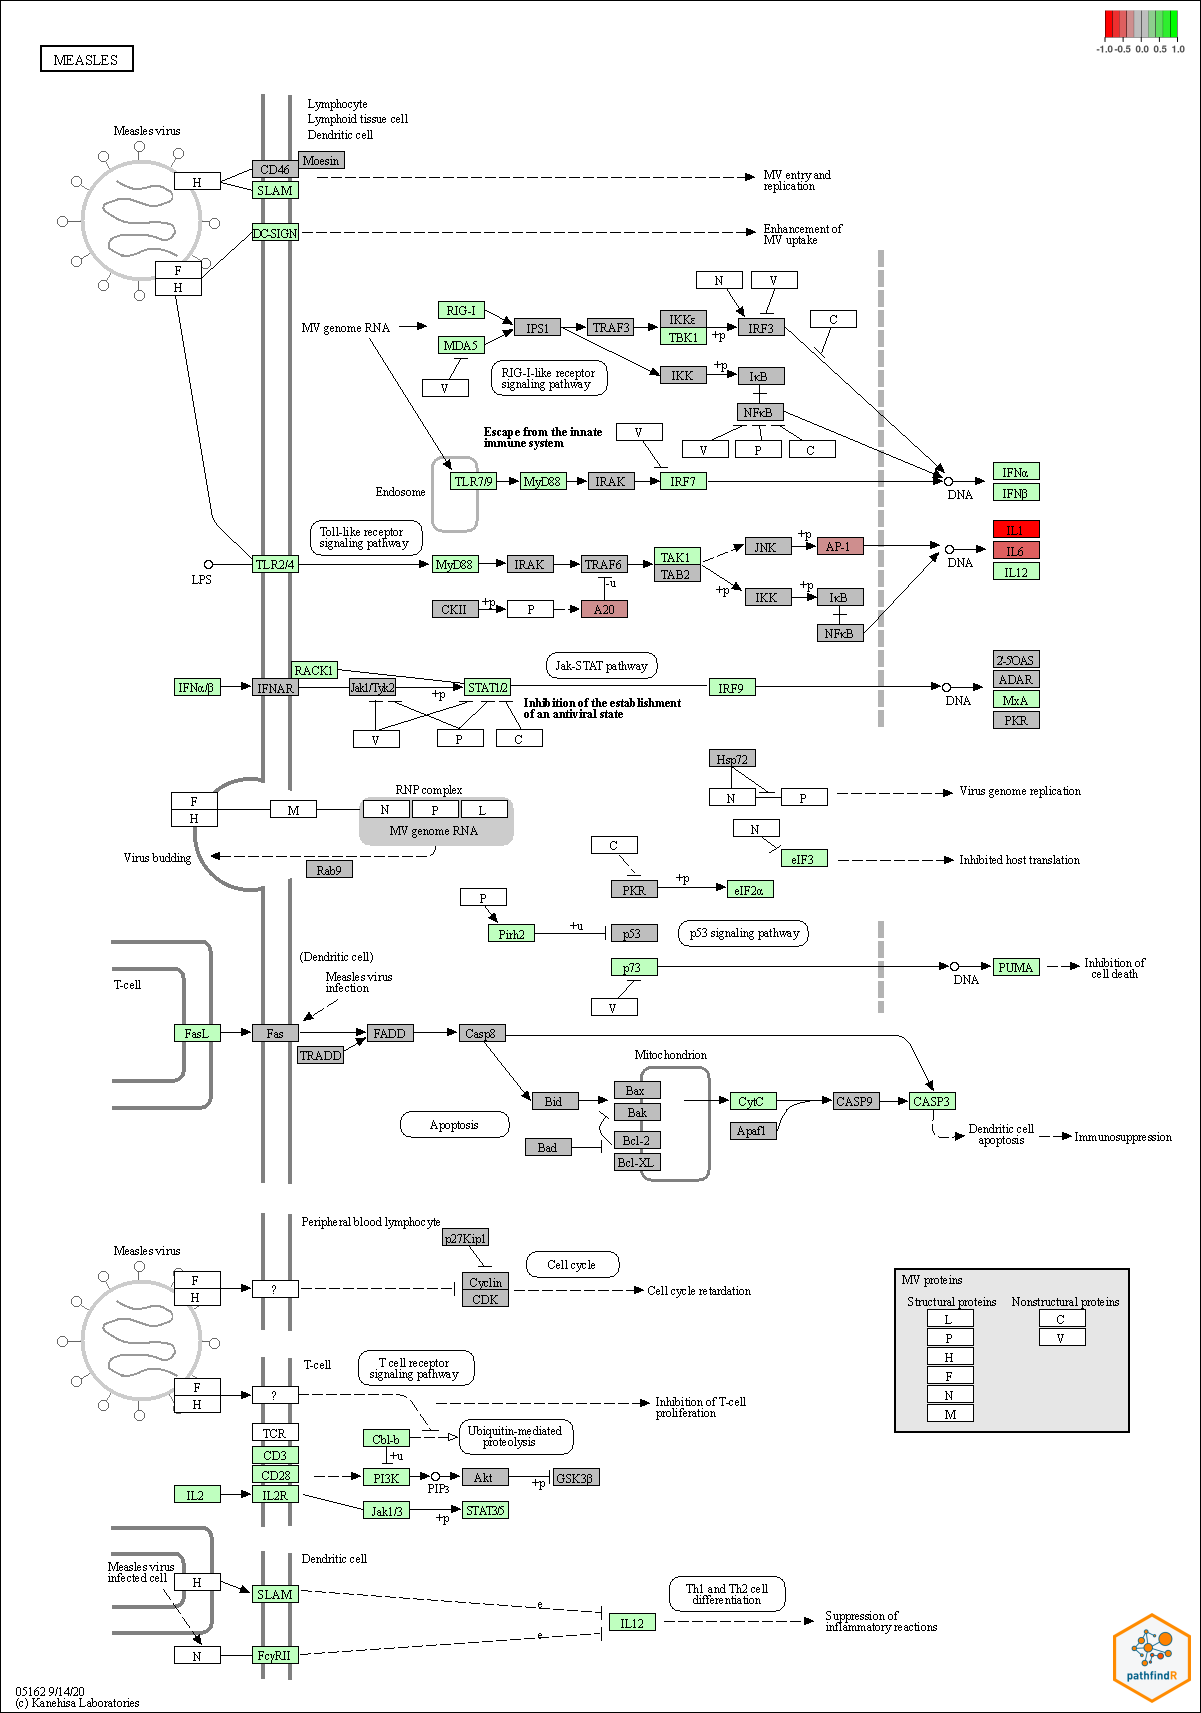 -1.0 -0.5 0.0 0.5 1.0
MEASLES
Lymphocyte
Lymphoid tissue cell
Dendritic cell
Measles virus
H
CD46
Moesin
SLAM
MV entry and
replication
DC-SIGN
Enhancement of
MV uptake
F
H
N
V
RIG-I
MV genome RNA
IPS1
TRAF3
IKKε
TBK1
+p
IRF3
C
MDA5
V
RIG-I-like receptor
signaling pathway
IKK
+p
IκB
NFκB
Escape from the innate
immune system
V
V
P
C
Endosome
TLR7/9
MyD88
IRAK
IRF7
DNA
IFNα
IFNβ
Toll-like receptor
signaling pathway
LPS
TLR2/4
MyD88
IRAK
TRAF6
TAK1
TAB2
JNK
+p
AP-1
DNA
IL1
IL6
IL12
-u
CKII
+p
P
A20
+p
IKK
+p
IκB
NFκB
Jak-STAT pathway
RACK1
IFNα/β
IFNAR
Jak1/Tyk2
+p
STAT1/2
IRF9
DNA
2-5OAS
ADAR
MxA
PKR
Inhibition of the establishment
of an antiviral state
V
P
C
Hsp72
N
P
Virus genome replication
RNP complex
F
H
M
N
P
L
MV genome RNA
Virus budding
Rab9
N
eIF3
Inhibited host translation
C
PKR
+p
eIF2α
P
Pirh2
+u
p53
p53 signaling pathway
p73
V
DNA
PUMA
Inhibition of
cell death
T-cell
(Dendritic cell)
Measles virus
infection
FasL
Fas
FADD
Casp8
TRADD
Mitochondrion
Bid
Bax
Bak
Bcl-2
Bcl-XL
Bad
Apoptosis
CytC
CASP9
CASP3
Apaf1
Dendritic cell
apoptosis
Immunosuppression
Peripheral blood lymphocyte
Measles virus
F
H
?
p27Kip1
Cyclin
CDK
Cell cycle
Cell cycle retardation
MV proteins
Structural proteins
Nonstructural proteins
L
P
H
F
N
M
C
V
T-cell
T cell receptor
signaling pathway
F
H
?
Inhibition of T-cell
proliferation
TCR
CD3
CD28
Cbl-b
+u
Ubiquitin-mediated
proteolysis
PI3K
PIP3
Akt
+p
GSK3β
IL2
IL2R
Jak1/3
+p
STAT3/5
Dendritic cell
Measles virus
infected cell
H
SLAM
e
Th1 and Th2 cell
differentiation
IL12
Suppression of
inflammatory reactions
N
FcγRII
e
pathfindR
05162 9/14/20
(c) Kanehisa Laboratories